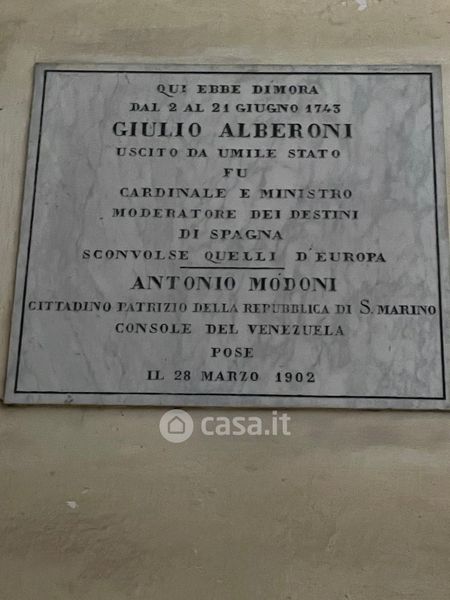 QUI EBBE DIMORA
DAL 2 AL 21 GIUGNO 1743
GIULIO ALBERONI
USCITO DA UMILE STATO
FU
CARDINALE E MINISTRO
MODERATORE DEI DESTINI
DI SPAGNA
SCONVOLSE QUELLI D'EUROPA
ANTONIO MODONI
CITTADINO PATRIZIO DELLA REPUBBLICA DI S. MARINO
CONSOLE DEL VENEZUELA
POSE
IL 28 MARZO 1902
casa.it